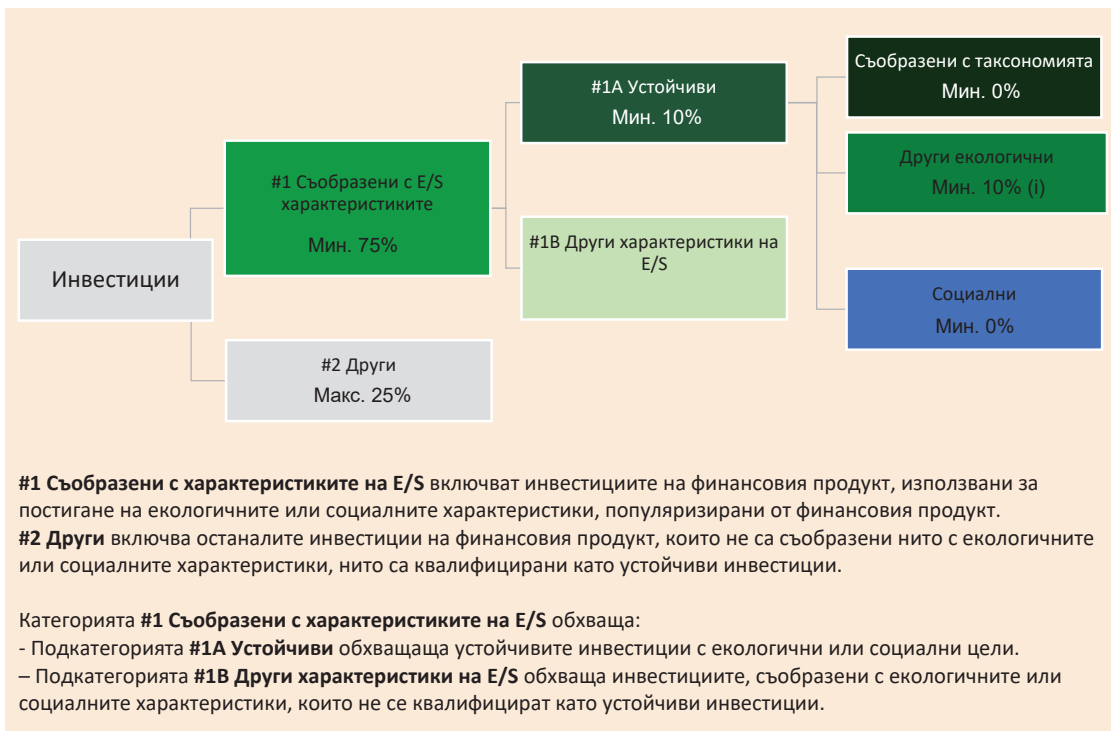 Инвестиции
#1 Съобразени с E/S
характеристиките
Мин. 75%
#2 Други
Макс. 25%
#1A Устойчиви
Мин. 10%
#1B Други характеристики на
E/S
Съобразени с таксономията
Мин. 0%
Други екологични
Мин. 10% (i)
Социални
Мин. 0%
#1 Съобразени с характеристиките на E/S включват инвестициите на финансовия продукт, използвани за
постигане на екологичните или социалните характеристики, популяризирани от финансовия продукт.
#2 Други включва останалите инвестиции на финансовия продукт, които не са съобразени нито с екологичните
или социалните характеристики, нито са квалифицирани като устойчиви инвестиции.
Категорията #1 Съобразени с характеристиките на E/S обхваща:
- Подкатегорията #1A Устойчиви обхващаща устойчивите инвестиции с екологични или социални цели.
– Подкатегорията #1B Други характеристики на E/S обхваща инвестициите, съобразени с екологичните или
социалните характеристики, които не се квалифицират като устойчиви инвестиции.